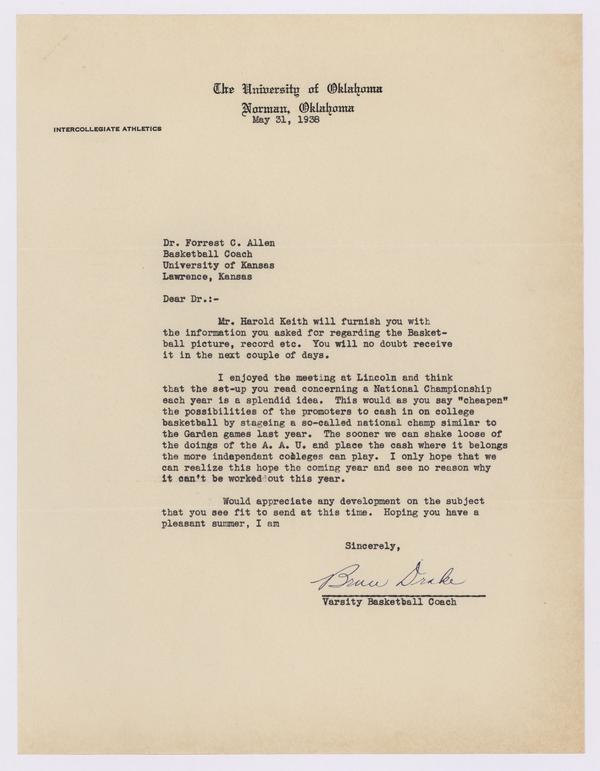 The University of Oklahoma
Norman, Oklahoma
May 31, 1938
INTERCOLLEGIATE ATHLETICS
Dr. Forrest C. Allen
Basketball Coach
University of Kansas
Lawrence, Kansas
Dear Dr.:-
Mr. Harold Keith will furnish you with
the information you asked for regarding the Basket-
ball picture, record etc. You will no doubt receive
it in the next couple of days.
I enjoyed the meeting at Lincoln and think
that the set-up you read concerning a National Championship
each year is a splendid idea. This would as you say "cheapen"
the possibilities of the promoters to cash in on college
basketball by stageing a so-called national champ similar to
the Garden games last year. The sooner we can shake loose of
the doings of the A. A. U. and place the cash where it belongs
the more independant colleges can play. I only hope that we
can realize this hope the coming year and see no reason why
it can't be worked out this year.
Would appreciate any development on the subject
that you see fit to send at this time. Hoping you have a
pleasant summer, I am
Sincerely,
Bruce Drake
Varsity Basketball Coach